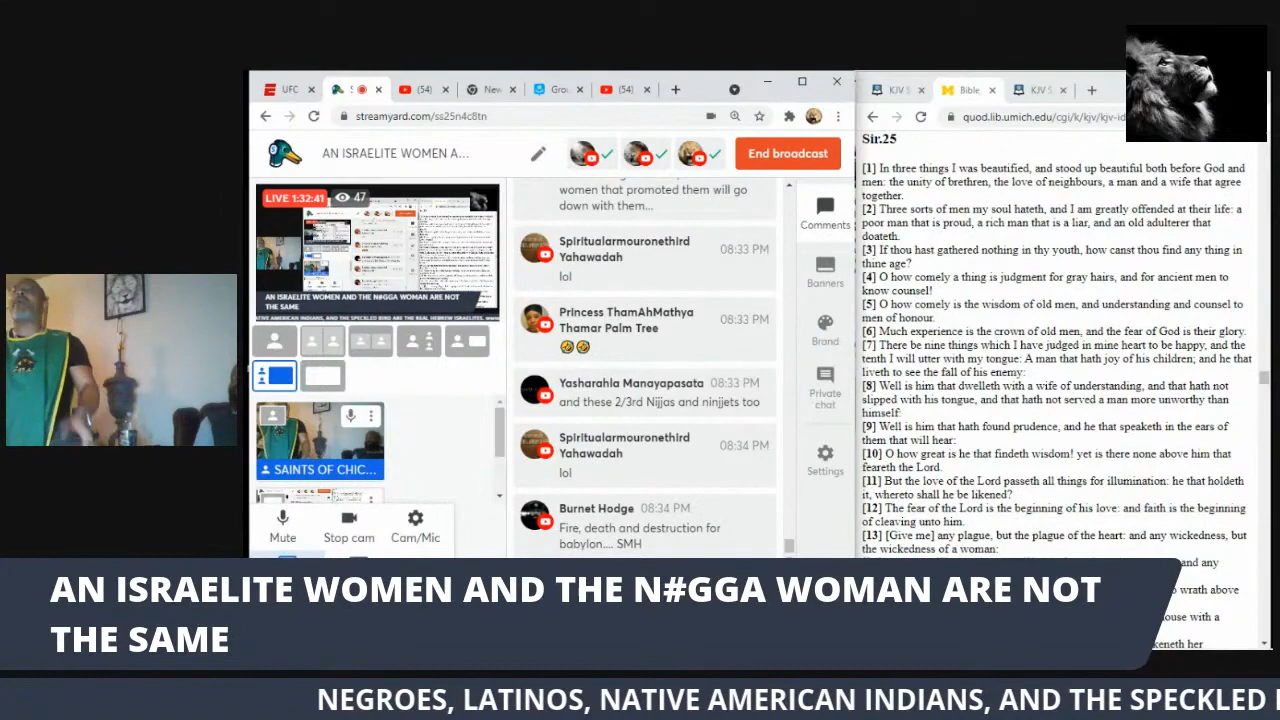 UFC
S
(54)
New
Grou
(54)
streamyard.com/ss25n4c8tn
AN ISRAELITE WOMEN A...
End broadcast
LIVE 1:32:41
47
AN ISRAELITE WOMEN AND THE N#GGA WOMAN ARE NOT
THE SAME
ATIVE AMERICAN INDIANS, AND THE SPECKLED BIRD ARE THE REAL HEBREW ISRAELITES.
SAINTS OF CHIC...
Mute
Stop cam
Cam/Mic
women that promoted them will go
down with them...
Spiritualarmouronethird
Yahawadah
08:33 PM
lol
Princess ThamAhMathya
Thamar Palm Tree
08:33 PM
🤣🤣
Yasharahla Manayapasata 08:33 PM
and these 2/3rd Nijjas and ninjjets too
Spiritualarmouronethird
Yahawadah
08:34 PM
lol
Burnet Hodge 08:34 PM
Fire, death and destruction for
babylon.... SMH
Comments
Banners
Brand
Private
chat
Settings
KJV S
Bible
KJV S
quod.lib.umich.edu/cgi/k/kjv/kjv-id
Sir.25
[1] In three things I was beautified, and stood up beautiful both before God and
men: the unity of brethren, the love of neighbours, a man and a wife that agree
together.
[2] Three sorts of men my soul hateth, and I am greatly offended at their life: a
poor man that is proud, a rich man that is a liar, and an old adulterer that
doateth.
[3] If thou hast gathered nothing in thy youth, how canst thou find any thing in
thine age?
[4] O how comely a thing is judgment for gray hairs, and for ancient men to
know counsel!
[5] O how comely is the wisdom of old men, and understanding and counsel to
men of honour.
[6] Much experience is the crown of old men, and the fear of God is their glory.
[7] There be nine things which I have judged in mine heart to be happy, and the
tenth I will utter with my tongue: A man that hath joy of his children; and he that
liveth to see the fall of his enemy:
[8] Well is him that dwelleth with a wife of understanding, and that hath not
slipped with his tongue, and that hath not served a man more unworthy than
himself:
[9] Well is him that hath found prudence, and he that speaketh in the ears of
them that will hear:
[10] O how great is he that findeth wisdom! yet is there none above him that
feareth the Lord.
[11] But the love of the Lord passeth all things for illumination: he that holdeth
it, whereto shall he be likened?
[12] The fear of the Lord is the beginning of his love: and faith is the beginning
of cleaving unto him.
[13] [Give me] any plague, but the plague of the heart: and any wickedness, but
the wickedness of a woman:
and any
wrath above
ouse with a
keneth her
AN ISRAELITE WOMEN AND THE N#GGA WOMAN ARE NOT
THE SAME
NEGROES, LATINOS, NATIVE AMERICAN INDIANS, AND THE SPECKLED